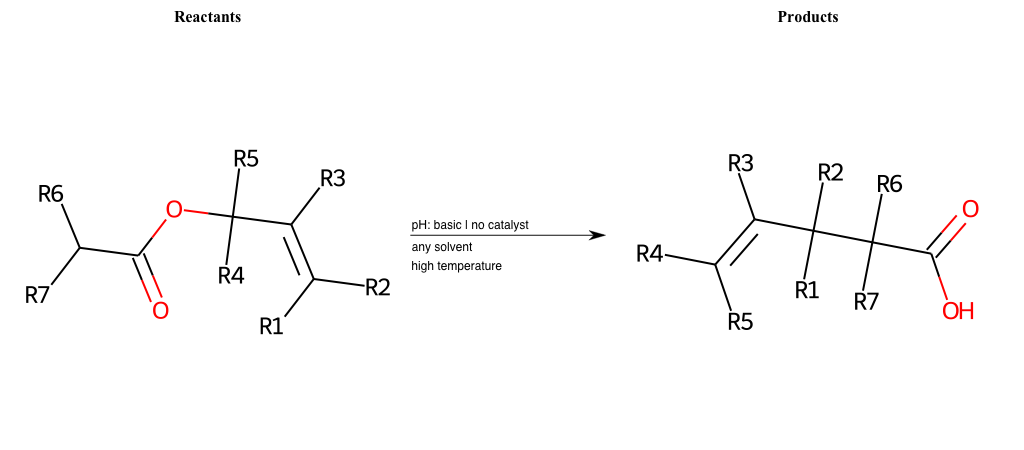 Reactants
Products
R5
R3
R6
O
R4
R2
R7
O
R1
pH: basic | no catalyst
any solvent
high temperature
R3
R2
R6
O
R4
R1
R7
OH
R5